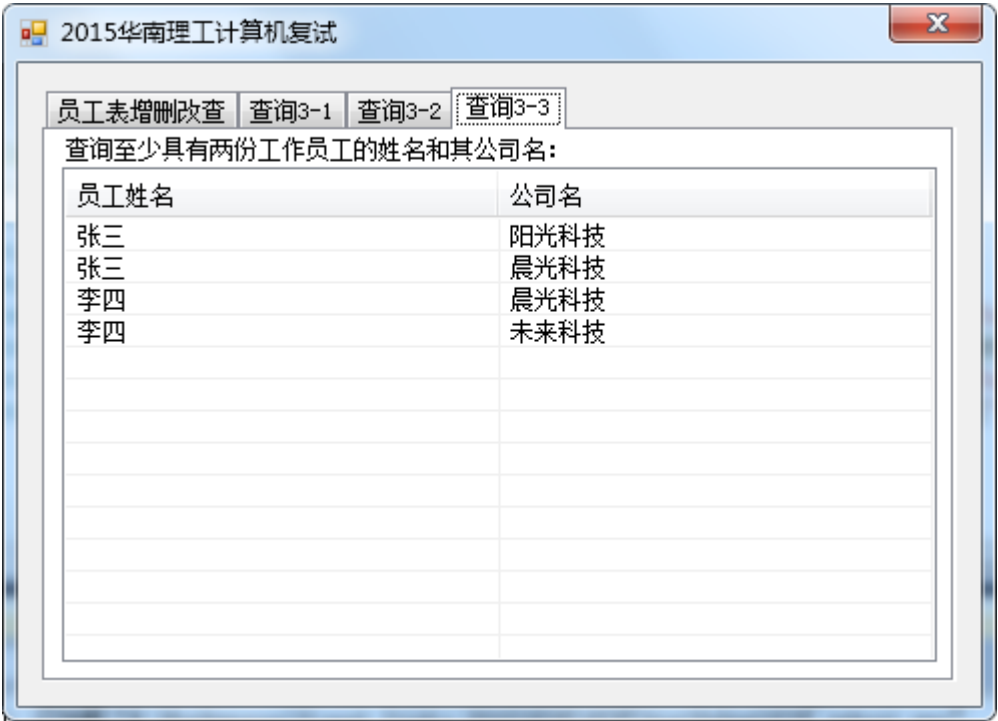 2015华南理工计算机复试
员工表增删改查 查询3-1 查询3-2 查询3-3
查询至少具有两份工作员工的姓名和其公司名：
员工姓名 公司名
张三 阳光科技
张三 晨光科技
李四 晨光科技
李四 未来科技